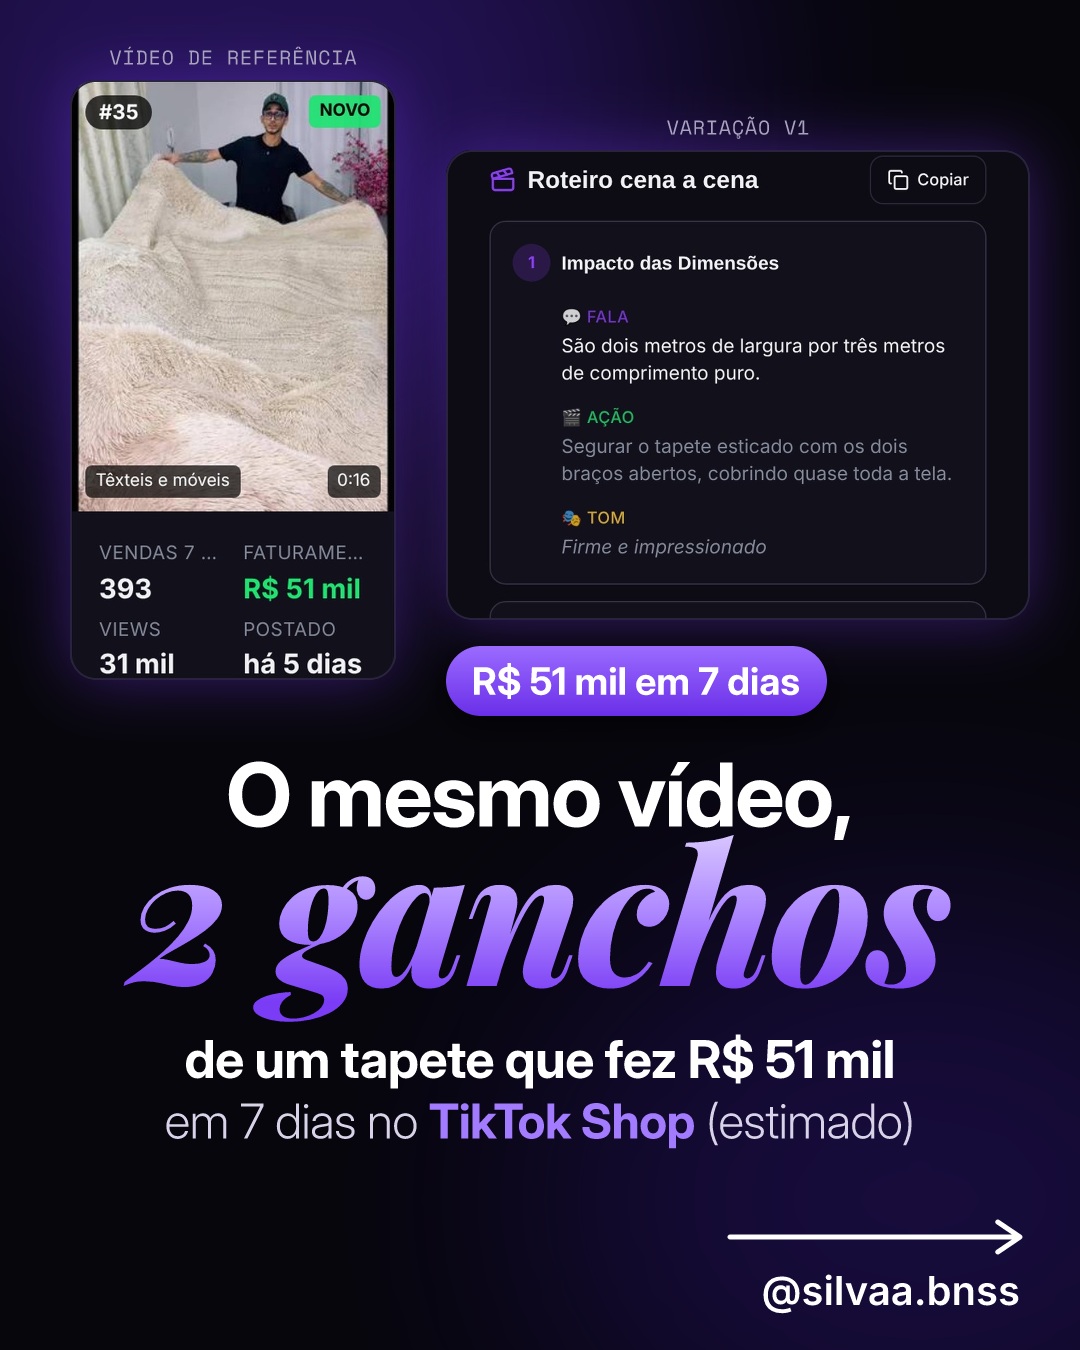 VÍDEO DE REFERÊNCIA
#35
NOVO
Têxteis e móveis
0:16
VENDAS 7 ...
FATURAME...
393
R$ 51 mil
VIEWS
POSTADO
31 mil
há 5 dias
VARIAÇÃO V1
Roteiro cena a cena
Copiar
1
Impacto das Dimensões
FALA
São dois metros de largura por três metros
de comprimento puro.
AÇÃO
Segurar o tapete esticado com os dois
braços abertos, cobrindo quase toda a tela.
TOM
Firme e impressionado
R$ 51 mil em 7 dias
O mesmo vídeo,
2 ganchos
de um tapete que fez R$ 51 mil
em 7 dias no TikTok Shop (estimado)
@silvaa.bnss